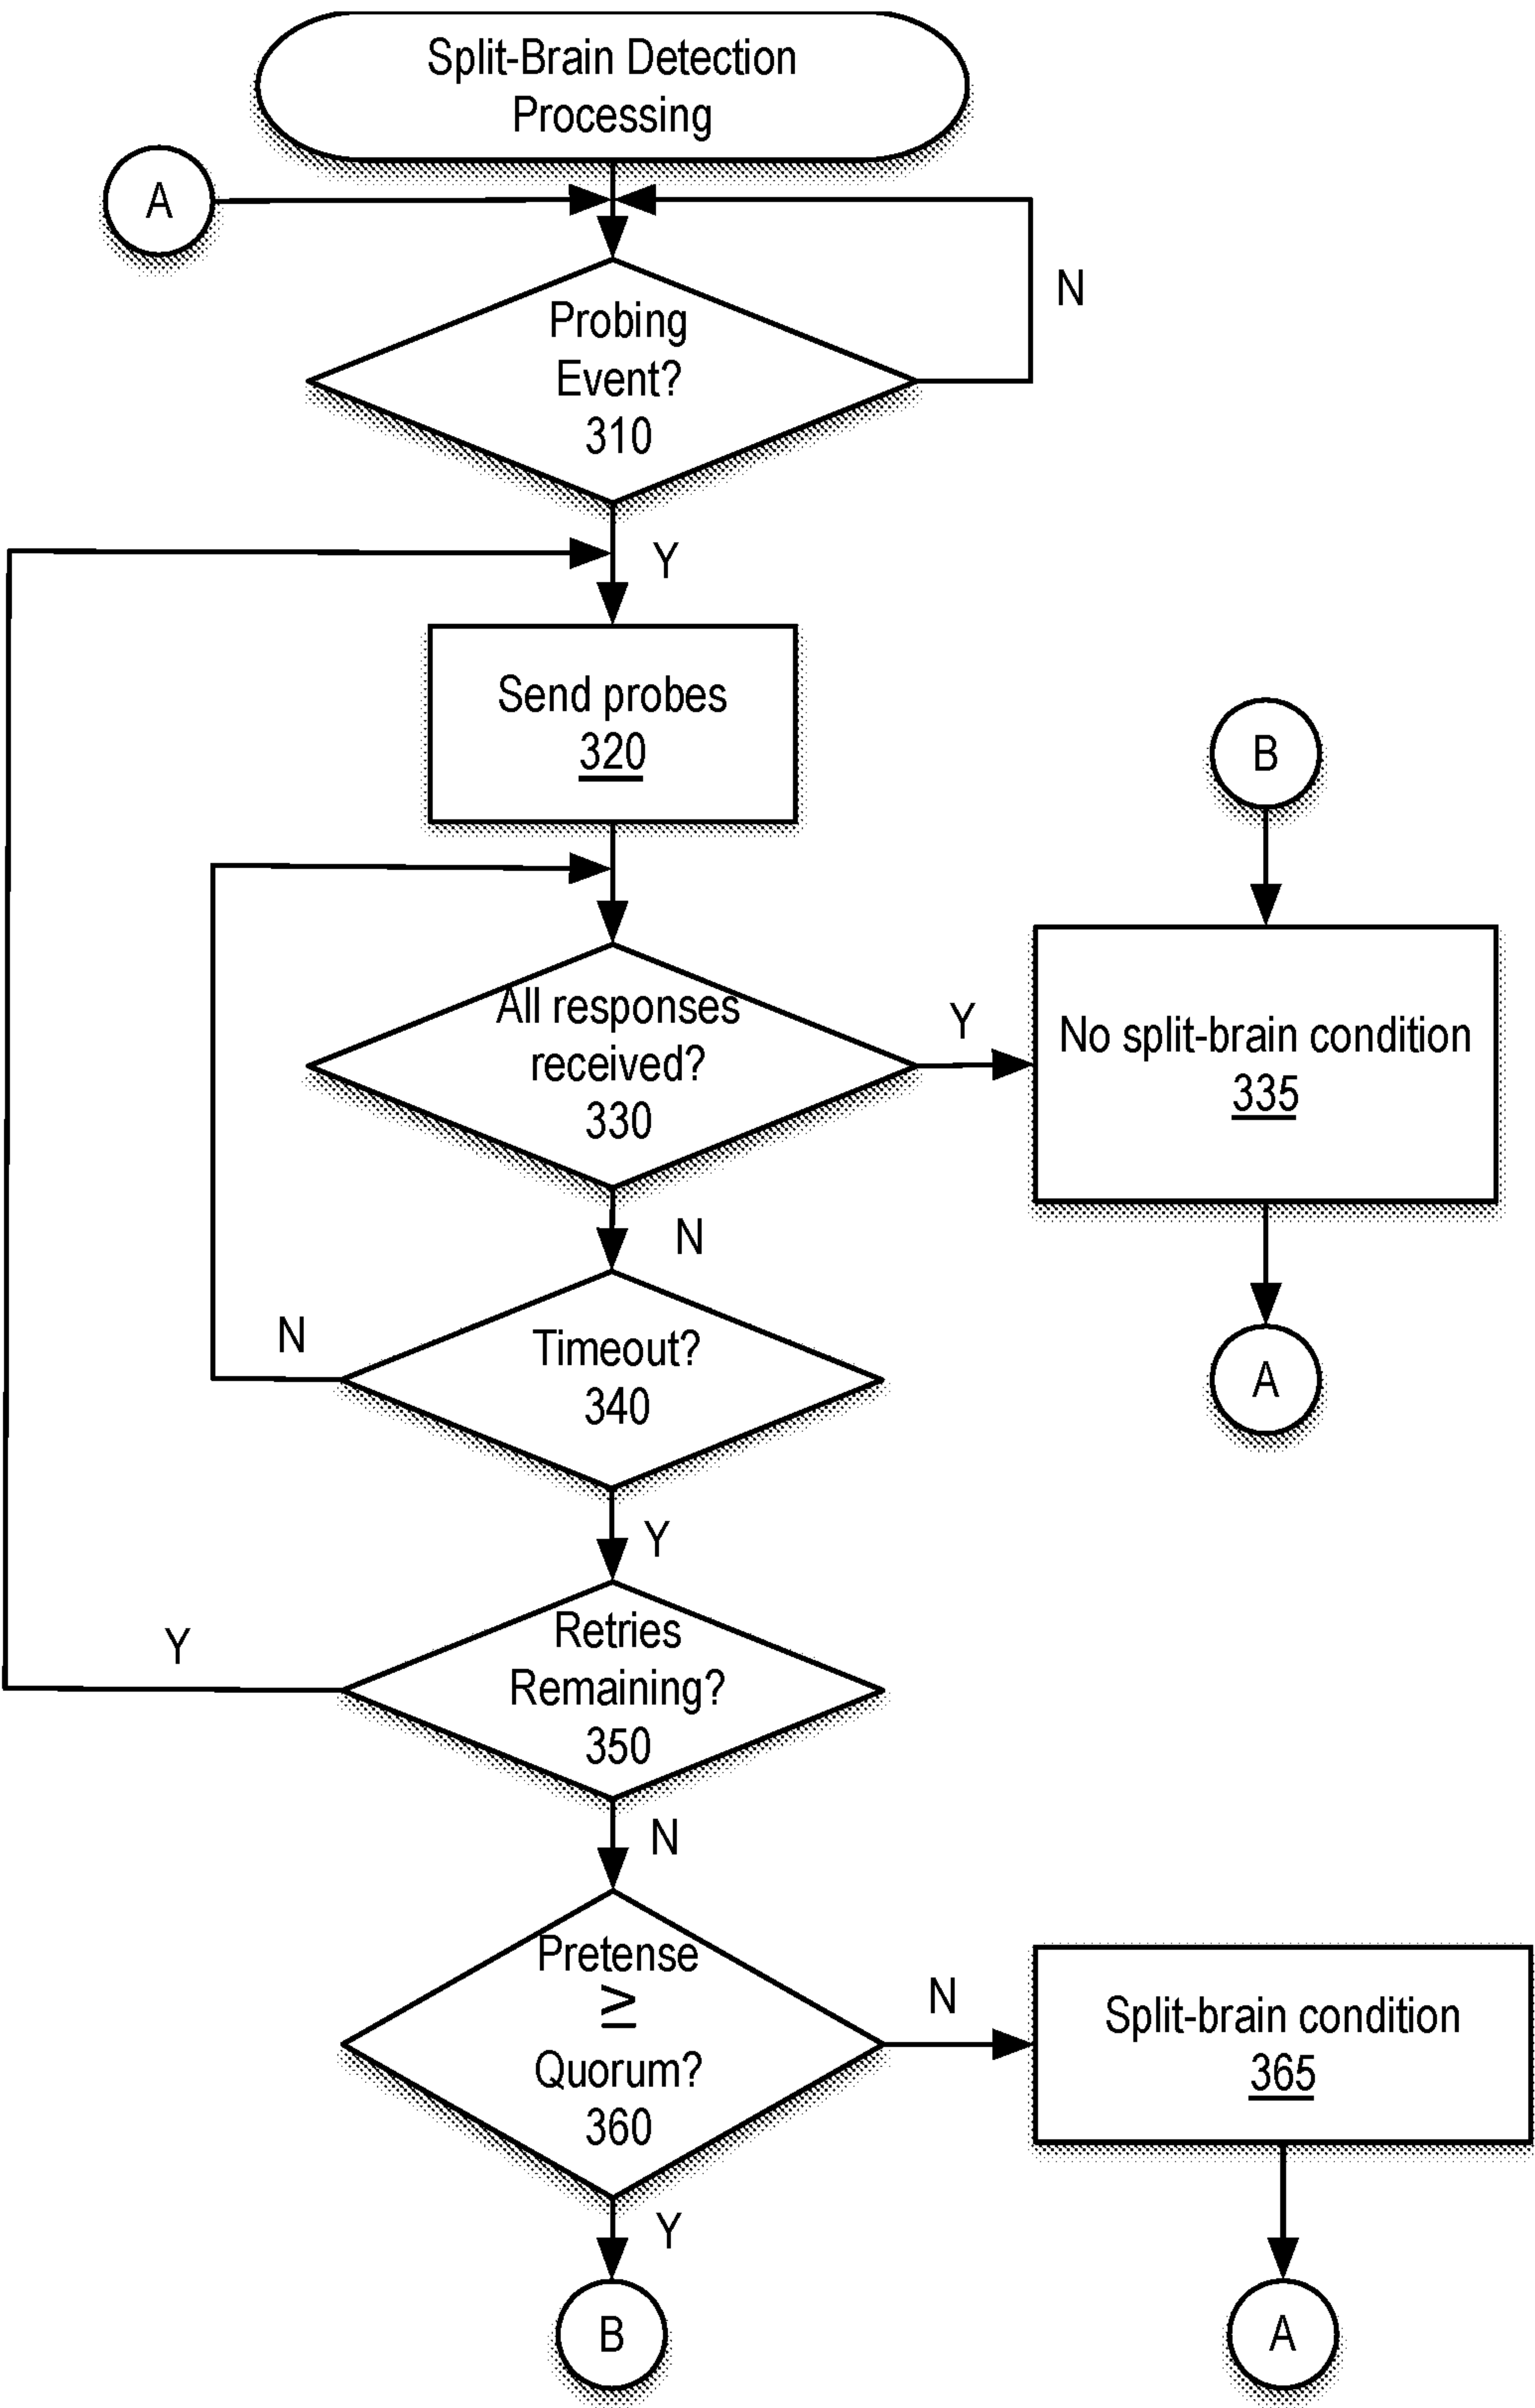 Split-Brain Detection
Processing
A
N
Probing
Event?
310
Y
Send probes
320
B
All responses
received?
330
Y
No split-brain condition
335
N
A
Timeout?
340
N
Y
Retries
Remaining?
350
Y
N
Pretense
≥
Quorum?
360
N
Split-brain condition
365
Y
B
A